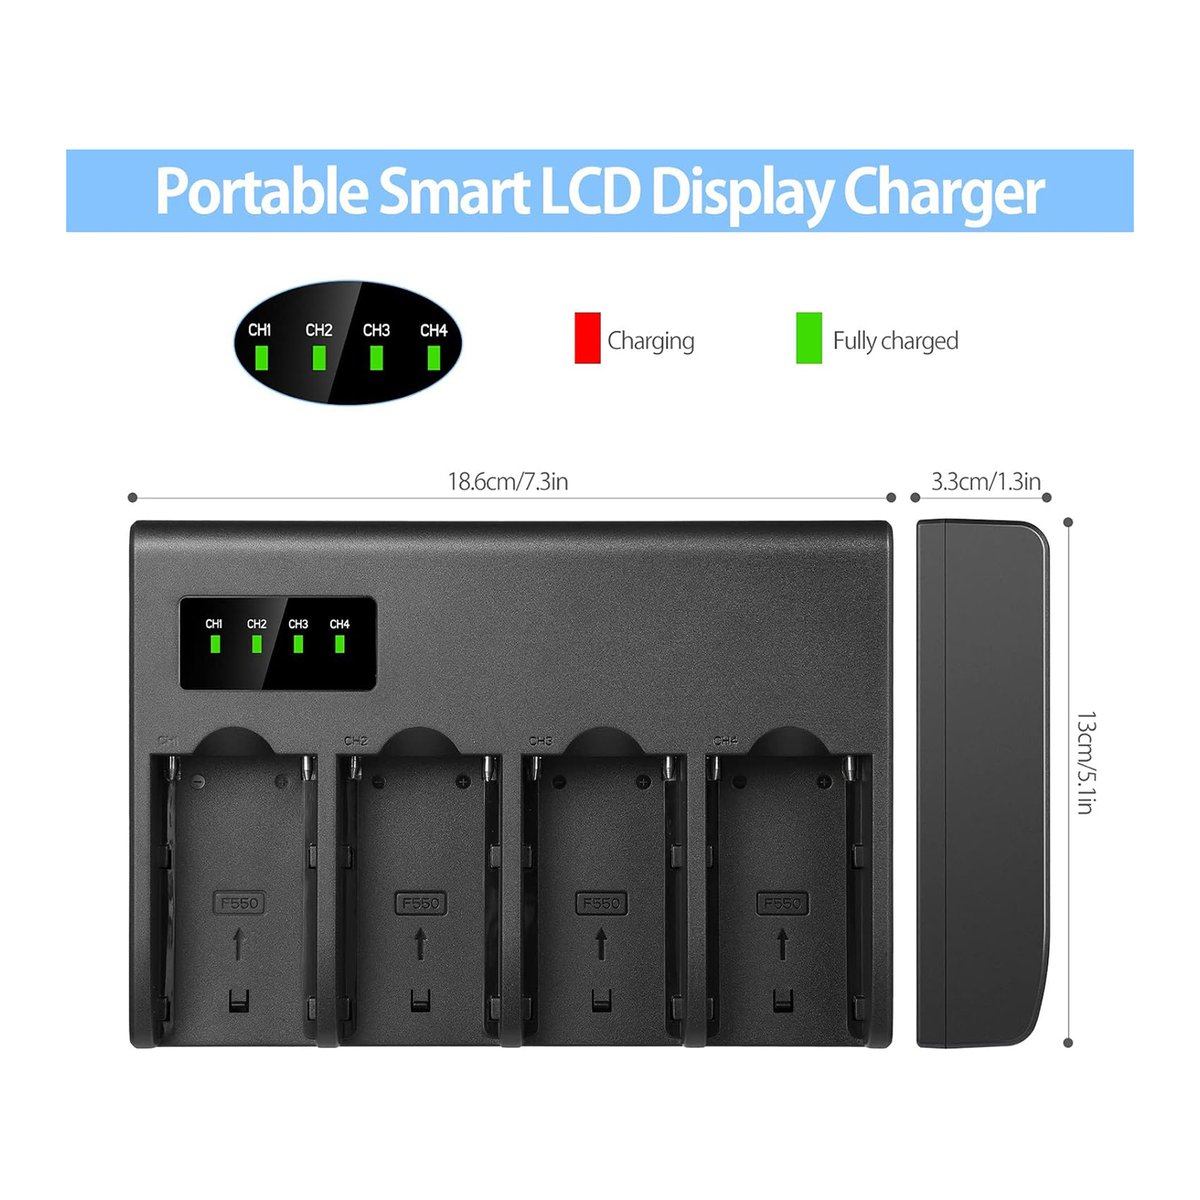 Portable Smart LCD Display Charger
CH1 CH2 CH3 CH4
Charging
Fully charged
18.6cm/7.3in
3.3cm/1.3in
CH1 CH2 CH3 CH4
13cm/5.1in
CH1 CH2 CH3 CH4
- + - + - + - +
F550 F550 F550 F550